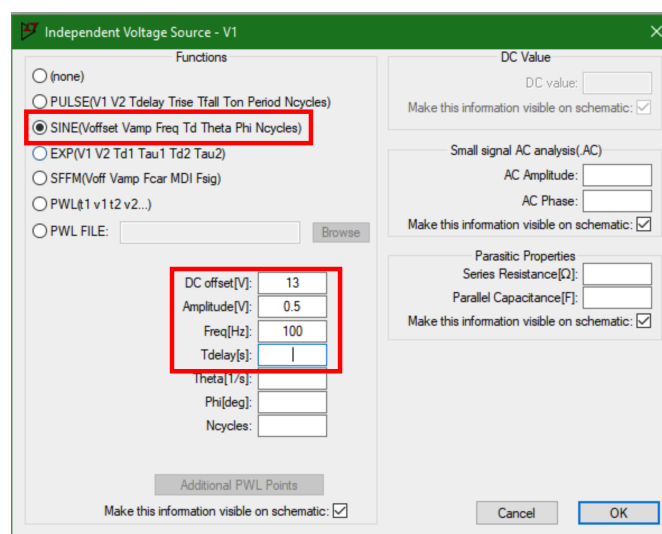 Independent Voltage Source - V1
Functions
(none)
PULSE(V1 V2 Tdelay Trise Tfall Ton Period Ncycles)
SINE(Voffset Vamp Freq Td Theta Phi Ncycles)
EXP(V1 V2 Td1 Tau1 Td2 Tau2)
SFFM(Voff Vamp Fcar MDI Fsig)
PWL(t1 v1 t2 v2...)
PWL FILE:
Browse
DC offset[V]: 13
Amplitude[V]: 0.5
Freq[Hz]: 100
Tdelay[s]:
Theta[1/s]:
Phi[deg]:
Ncycles:
Additional PWL Points
Make this information visible on schematic:
DC Value
DC value:
Make this information visible on schematic:
Small signal AC analysis(.AC)
AC Amplitude:
AC Phase:
Make this information visible on schematic:
Parasitic Properties
Series Resistance[Ω]:
Parallel Capacitance[F]:
Make this information visible on schematic:
Cancel
OK